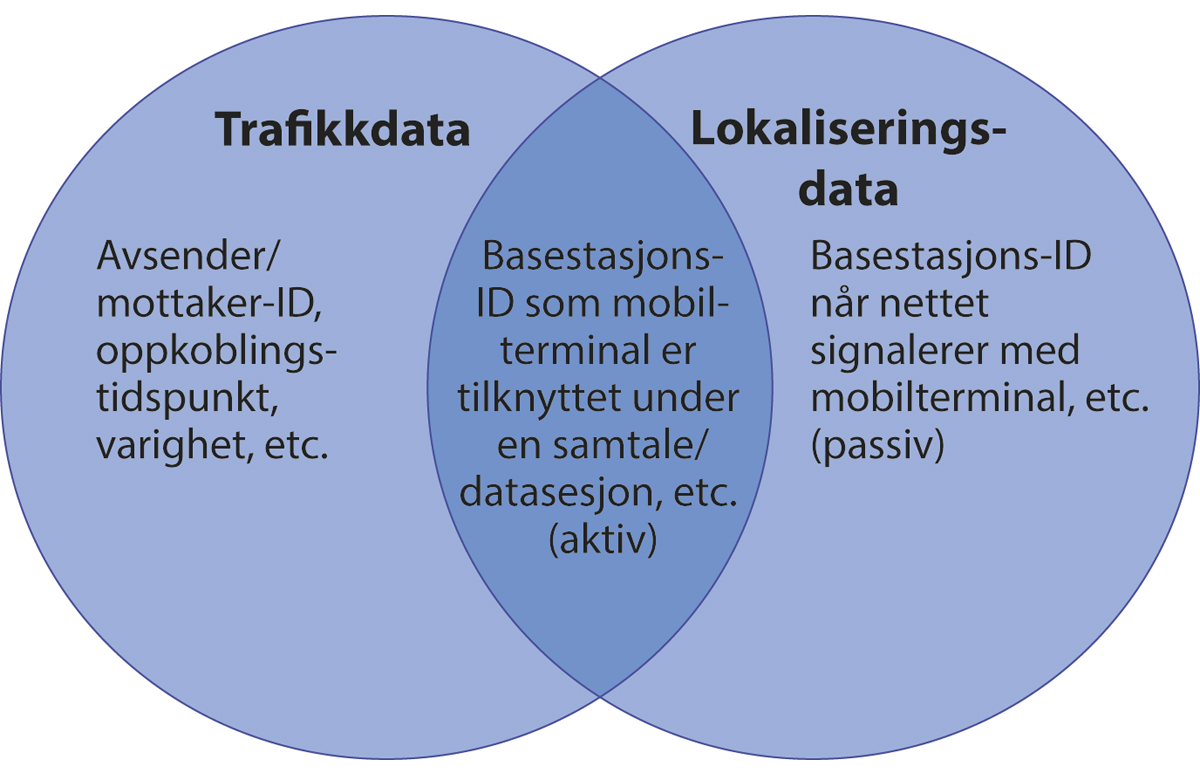 Trafikkdata
Avsender/
mottaker-ID,
oppkoblings-
tidspunkt,
varighet, etc.
Basestasjons-
ID som mobil-
terminal er
tilknyttet under
en samtale/
datasesjon, etc.
(aktiv)
Lokaliserings-
data
Basestasjons-ID
når nettet
signalerer med
mobilterminal, etc.
(passiv)